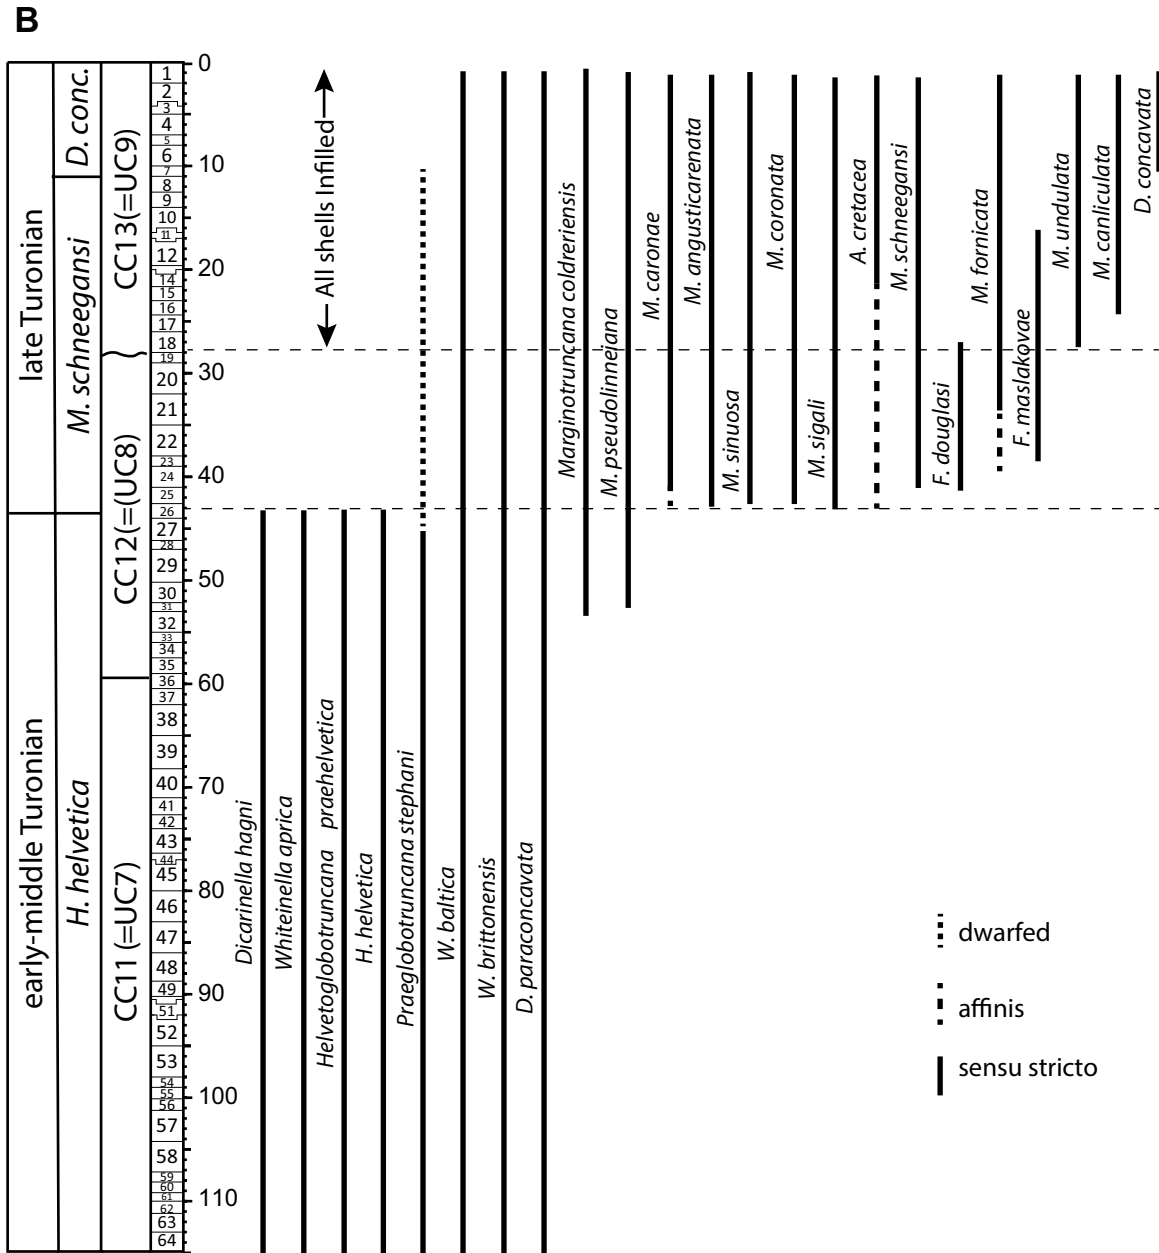 B
late Turonian
early-middle Turonian
D. conc.
M. schneegansi
H. helvetica
CC13(=UC9)
CC12(=(UC8)
CC11 (=UC7)
1
2
3
4
5
6
7
8
9
10
11
12
14
15
16
17
18
19
20
21
22
23
24
25
26
27
28
29
30
31
32
33
34
35
36
37
38
39
40
41
42
43
44
45
46
47
48
49
51
52
53
54
55
56
57
58
59
60
61
62
63
64
0
10
20
30
40
50
60
70
80
90
100
110
All shells Infilled
Dicarinella hagni
Whiteinella aprica
Helvetoglobotruncana praehelvetica
H. helvetica
Praeglobotruncana stephani
W. baltica
W. brittonensis
D. paraconcavata
Marginotruncana coldreriensis
M. pseudolinneiana
M. caronae
M. angusticarenata
M. sinuosa
M. coronata
M. sigali
A. cretacea
M. schneegansi
F. douglasi
M. fornicata
F. maslakovae
M. undulata
M. canliculata
D. concavata
dwarfed
affinis
sensu stricto